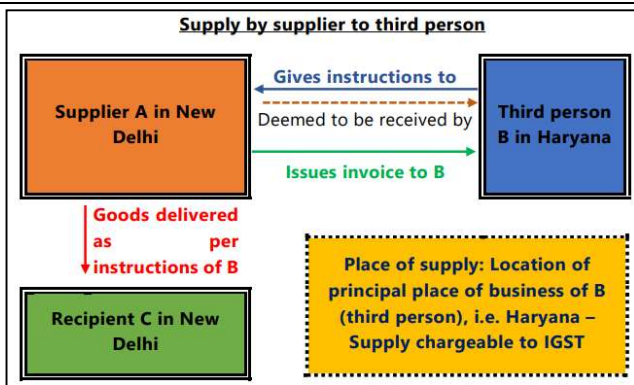 Supply by supplier to third person
Supplier A in New
Delhi
Gives instructions to
Deemed to be received by
Issues invoice to B
Third person
B in Haryana
Goods delivered
as per
instructions of B
Recipient C in New
Delhi
Place of supply: Location of
principal place of business of B
(third person), i.e. Haryana –
Supply chargeable to IGST